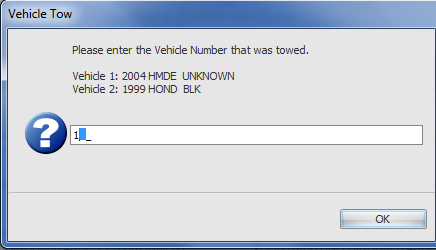 Vehicle Tow
Please enter the Vehicle Number that was towed.
Vehicle 1: 2004 HMDE UNKNOWN
Vehicle 2: 1999 HOND BLK
1 _
OK